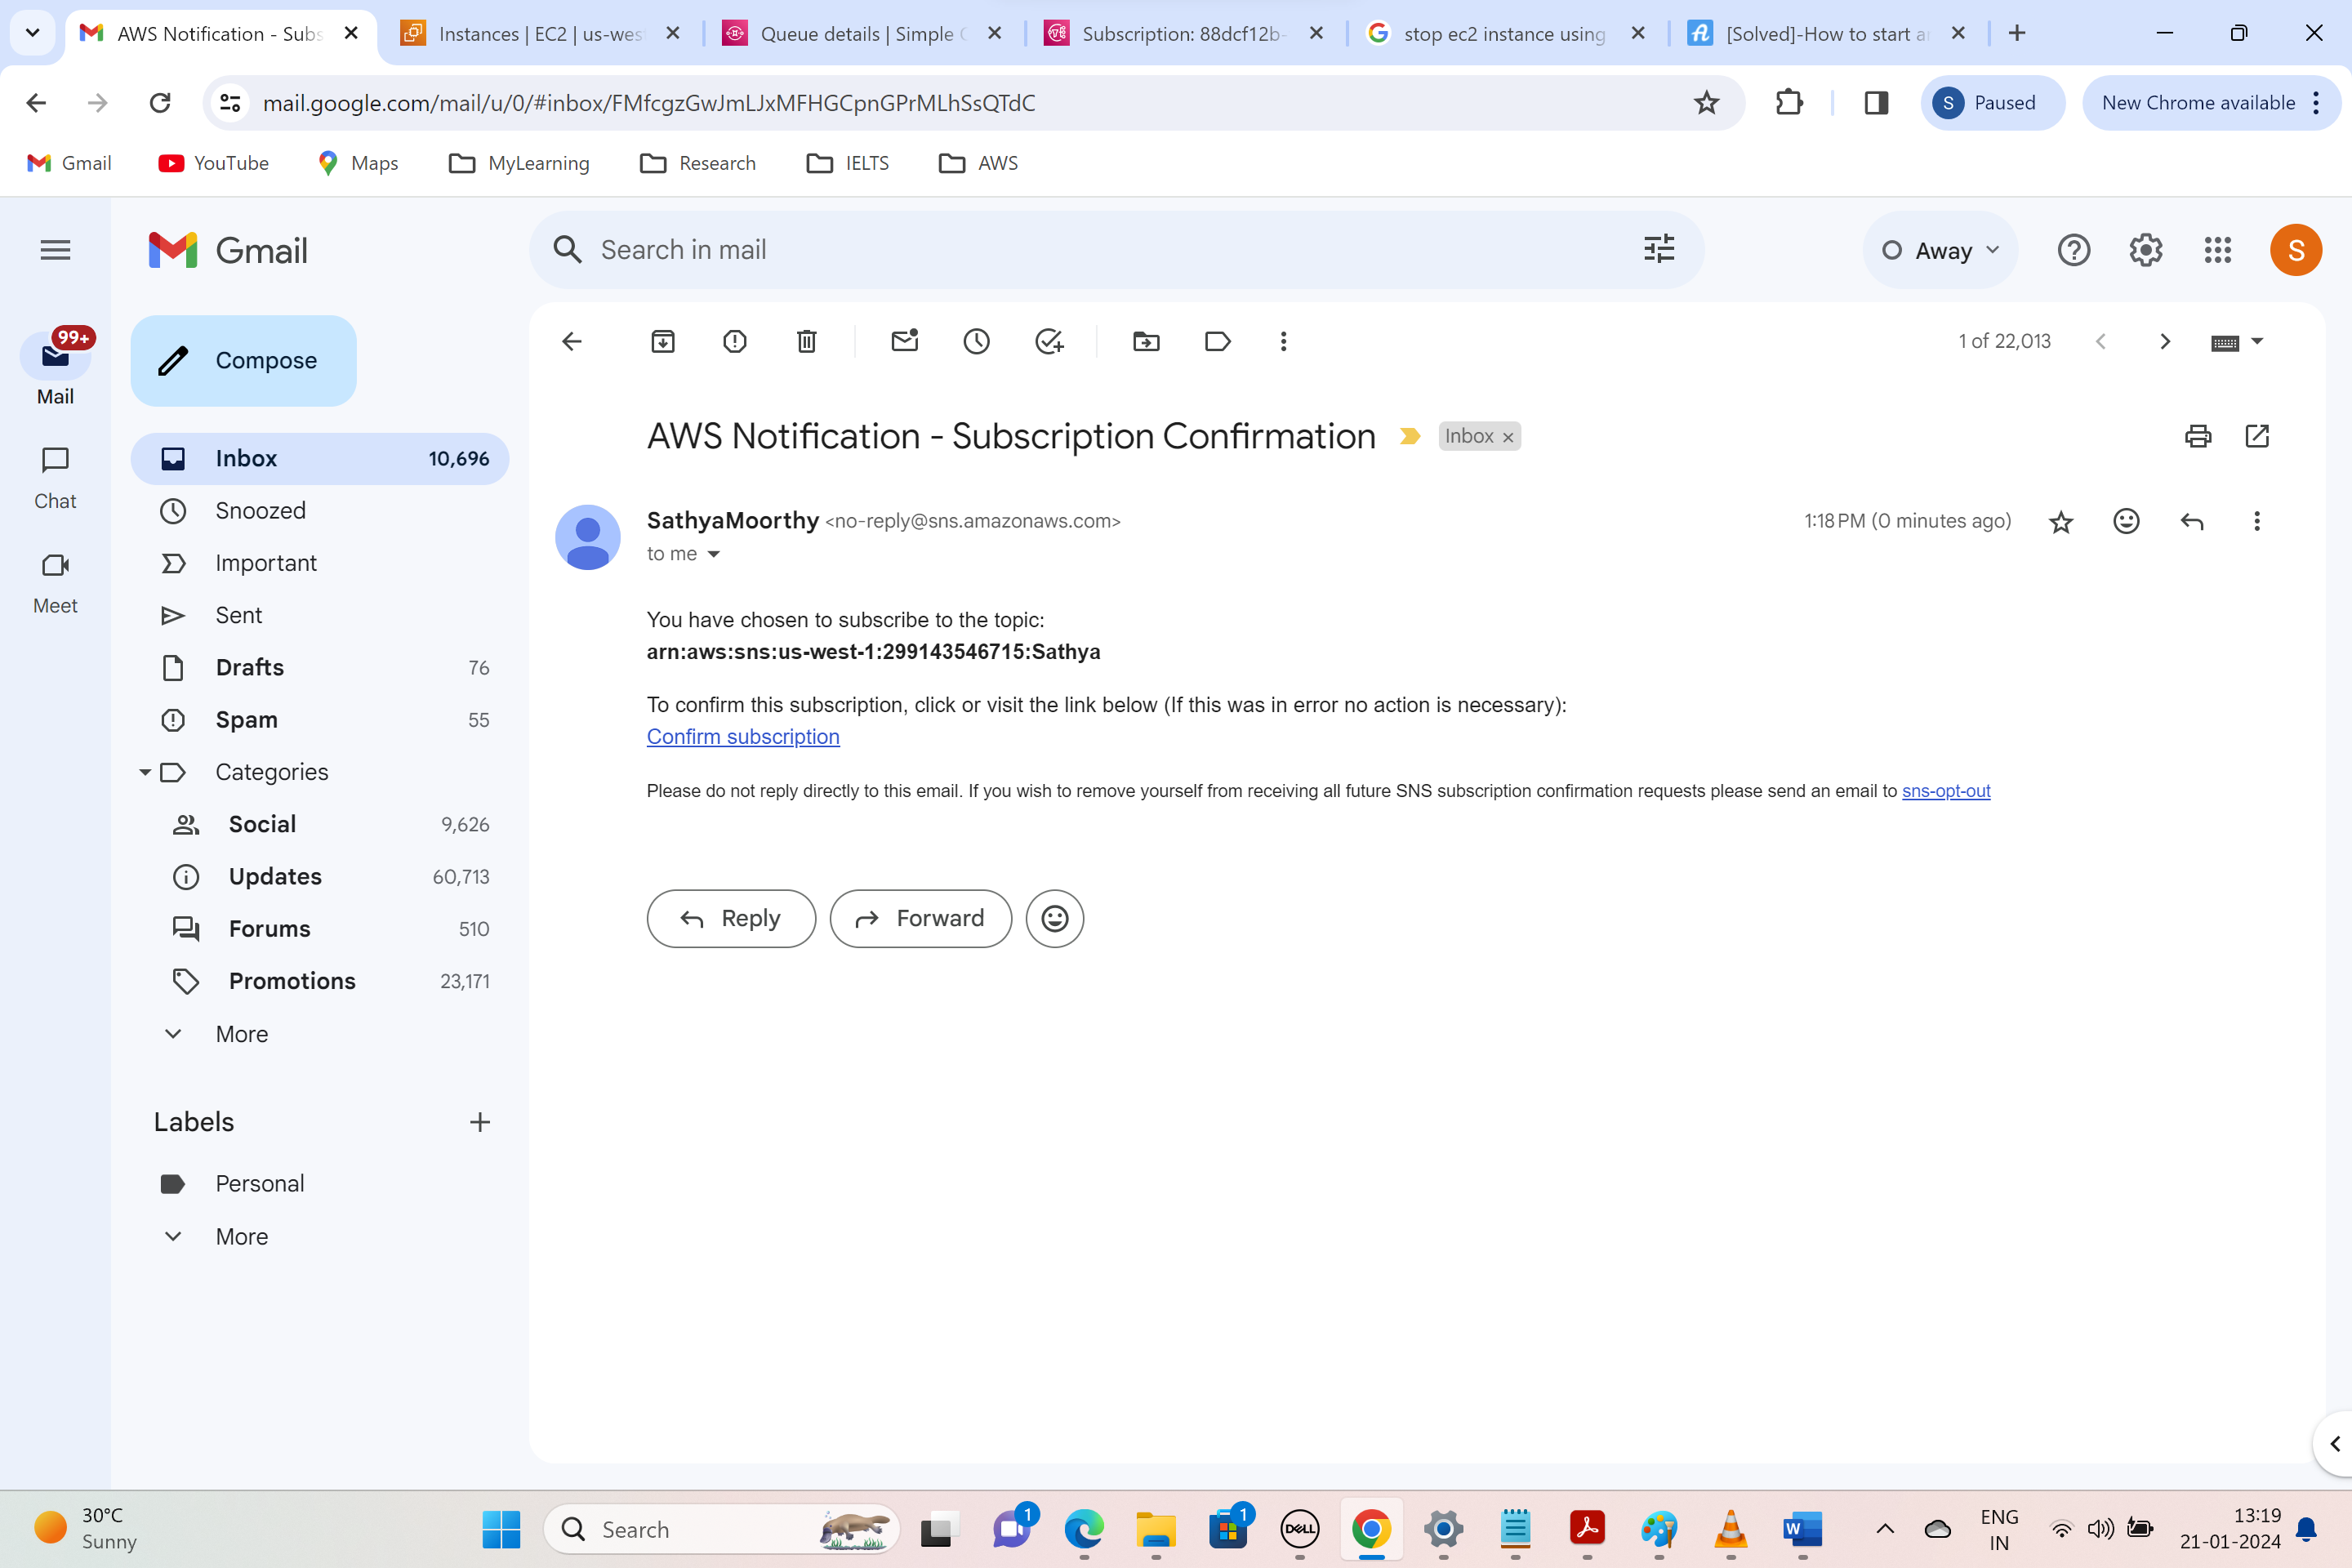 AWS Notification - Subs
Instances | EC2 | us-wes
Queue details | Simple
Subscription: 88dcf12b-
stop ec2 instance using
[Solved]-How to start a
mail.google.com/mail/u/0/#inbox/FMfcgzGwJmLJxMFHGCpnGPrMLhSsQTdC
S Paused
New Chrome available
Gmail
YouTube
Maps
MyLearning
Research
IELTS
AWS
Gmail
Search in mail
Away
S
99+
Mail
Chat
Meet
Compose
Inbox 10,696
Snoozed
Important
Sent
Drafts 76
Spam 55
Categories
Social 9,626
Updates 60,713
Forums 510
Promotions 23,171
More
Labels
Personal
More
1 of 22,013
AWS Notification - Subscription Confirmation
Inbox
SathyaMoorthy <no-reply@sns.amazonaws.com>
1:18 PM (0 minutes ago)
to me
You have chosen to subscribe to the topic:
arn:aws:sns:us-west-1:299143546715:Sathya
To confirm this subscription, click or visit the link below (If this was in error no action is necessary):
Confirm subscription
Please do not reply directly to this email. If you wish to remove yourself from receiving all future SNS subscription confirmation requests please send an email to sns-opt-out
Reply
Forward
30°C
Sunny
Search
1
1
DELL
W
ENG
IN
13:19
21-01-2024